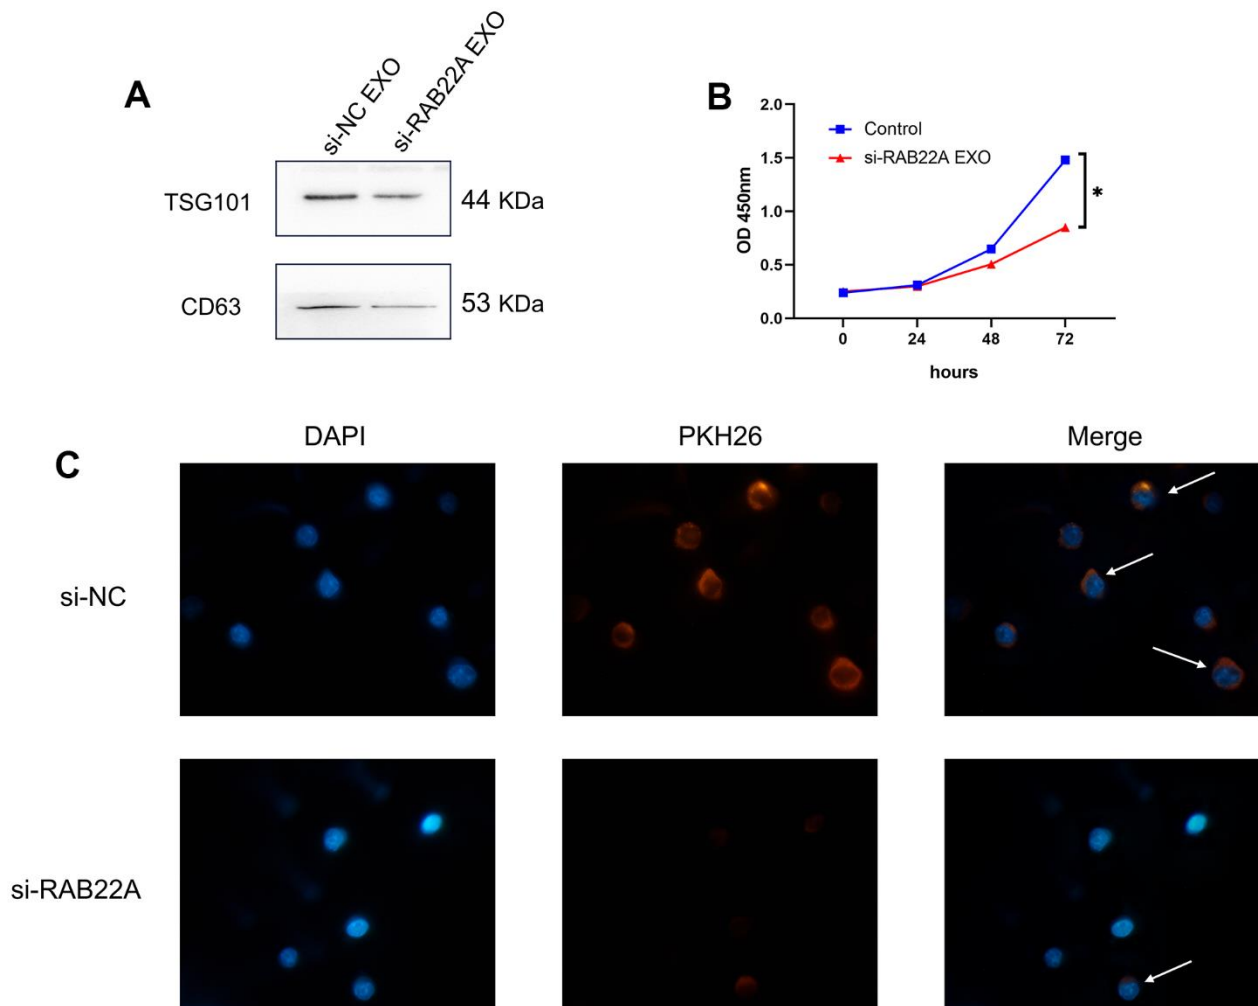 A
si-NC EXO
si-RAB22A EXO
TSG101
44 KDa
CD63
53 KDa
B
2.0
1.5
1.0
0.5
0.0
OD 450nm
Control
si-RAB22A EXO
*
0
24
48
72
hours
C
DAPI
PKH26
Merge
si-NC
si-RAB22A